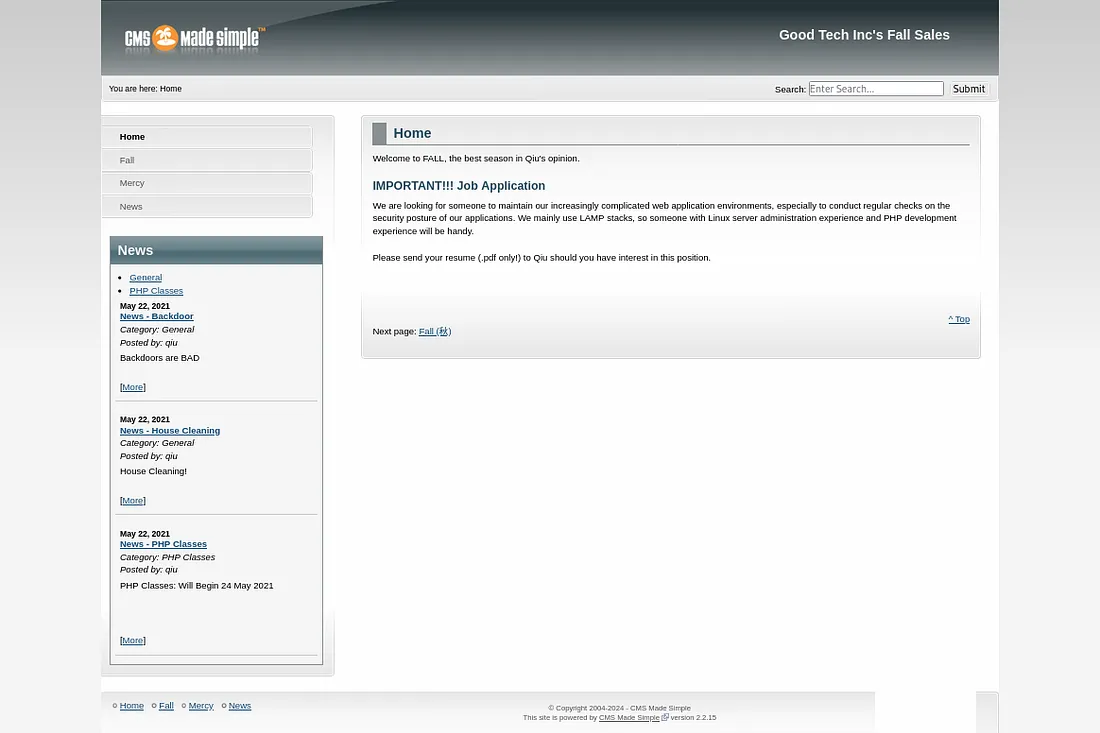 CMS made simple™
Good Tech Inc's Fall Sales
You are here: Home
Search: Enter Search... Submit
Home
Fall
Mercy
News
News
General
PHP Classes
May 22, 2021
News - Backdoor
Category: General
Posted by: qiu
Backdoors are BAD
[More]
May 22, 2021
News - House Cleaning
Category: General
Posted by: qiu
House Cleaning!
[More]
May 22, 2021
News - PHP Classes
Category: PHP Classes
Posted by: qiu
PHP Classes: Will Begin 24 May 2021
[More]
Home
Welcome to FALL, the best season in Qiu's opinion.
IMPORTANT!!! Job Application
We are looking for someone to maintain our increasingly complicated web application environments, especially to conduct regular checks on the
security posture of our applications. We mainly use LAMP stacks, so someone with Linux server administration experience and PHP development
experience will be handy.
Please send your resume (.pdf only!) to Qiu should you have interest in this position.
^ Top
Next page: Fall (秋)
Home Fall Mercy News
© Copyright 2004-2024 - CMS Made Simple
This site is powered by CMS Made Simple version 2.2.15